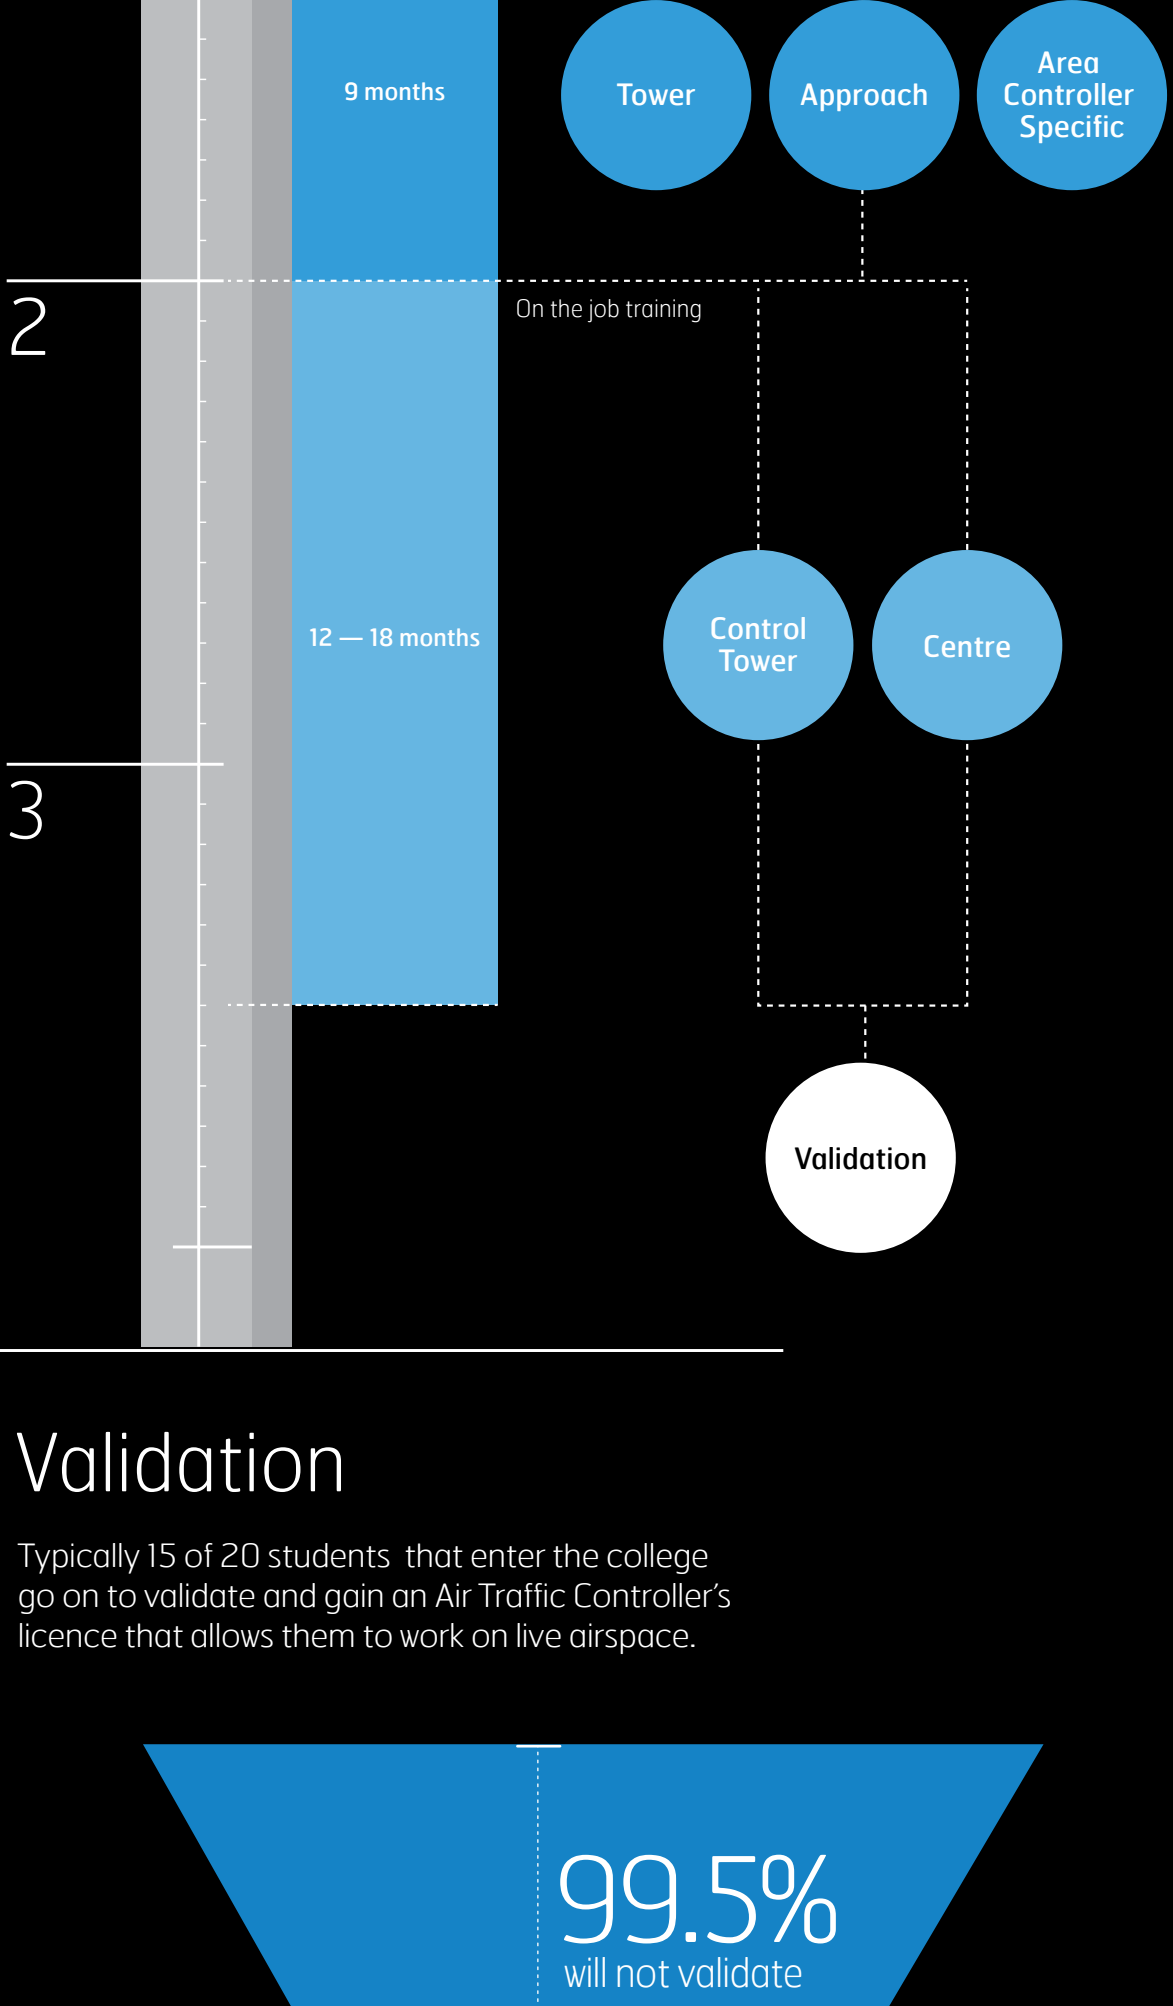 9 months
Tower
Approach
Area
Controller
Specific
2
On the job training
12 — 18 months
Control
Tower
Centre
3
Validation
Validation
Typically 15 of 20 students that enter the college
go on to validate and gain an Air Traffic Controller’s
licence that allows them to work on live airspace.
99.5%
will not validate